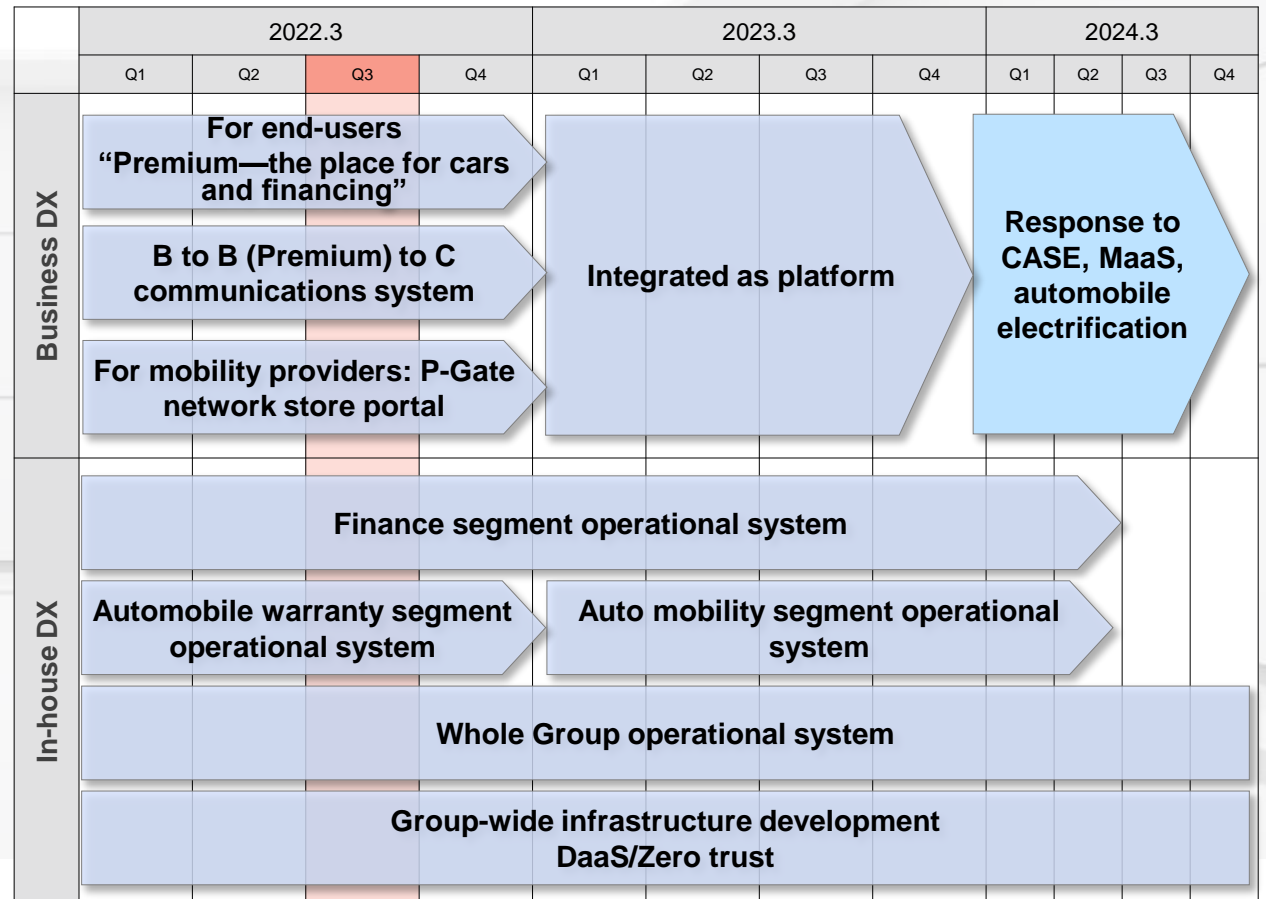 2022.3
2023.3
2024.3
Q1
Q2
Q3
Q4
Q1
Q2
Q3
Q4
Q1
Q2
Q3
Q4
Business DX
For end-users
“Premium—the place for cars
and financing”
B to B (Premium) to C
communications system
For mobility providers: P-Gate
network store portal
Integrated as platform
Response to
CASE, MaaS,
automobile
electrification
In-house DX
Finance segment operational system
Automobile warranty segment
operational system
Auto mobility segment operational
system
Whole Group operational system
Group-wide infrastructure development
DaaS/Zero trust